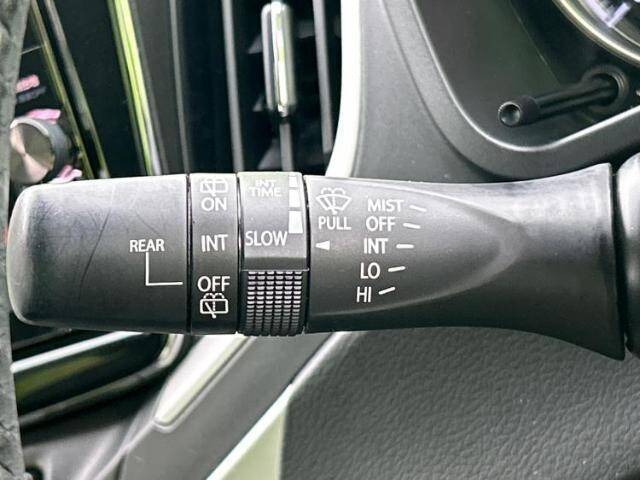 REAR
ON
INT
OFF
INT
TIME
SLOW
PULL
MIST
OFF
INT
LO
HI